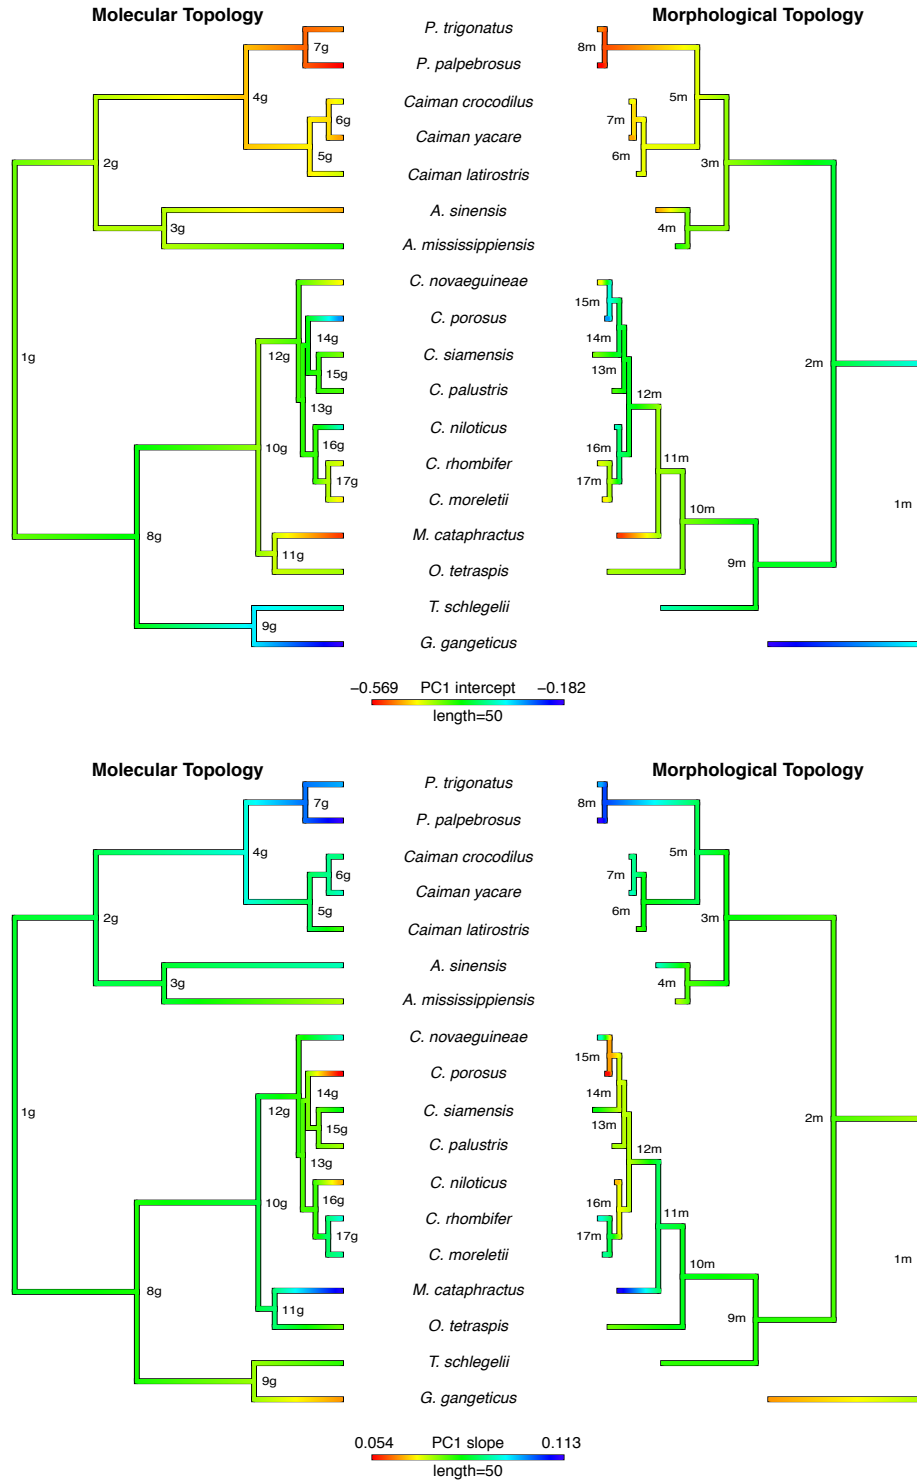 Molecular Topology Morphological Topology
P. trigonatus
7g 8m
P. palpebrosus
4g 5m
Caiman crocodilus
6g 7m
Caiman yacare
5g 6m
2g 3m
Caiman latirostris
A. sinensis
3g 4m
A. mississippiensis
C. novaeguineae
15m
C. porosus
14g 14m
12g C. siamensis
1g 2m
15g 13m
C. palustris
12m
13g
C. niloticus
16g 16m
10g 11m
C. rhombifer
17g 17m
C. moreletii
1m
10m
M. cataphractus
8g
11g 9m
O. tetraspis
T. schlegelii
9g
G. gangeticus
−0.569 PC1 intercept −0.182
length=50
Molecular Topology Morphological Topology
P. trigonatus
7g 8m
P. palpebrosus
4g 5m
Caiman crocodilus
6g 7m
Caiman yacare
5g 6m
2g 3m
Caiman latirostris
A. sinensis
3g 4m
A. mississippiensis
C. novaeguineae
15m
C. porosus
14g 14m
12g C. siamensis
1g 2m
15g 13m
C. palustris
12m
13g
C. niloticus
16g 16m
10g 11m
C. rhombifer
17g 17m
C. moreletii
1m
10m
M. cataphractus
8g
11g 9m
O. tetraspis
T. schlegelii
9g
G. gangeticus
0.054 PC1 slope 0.113
length=50